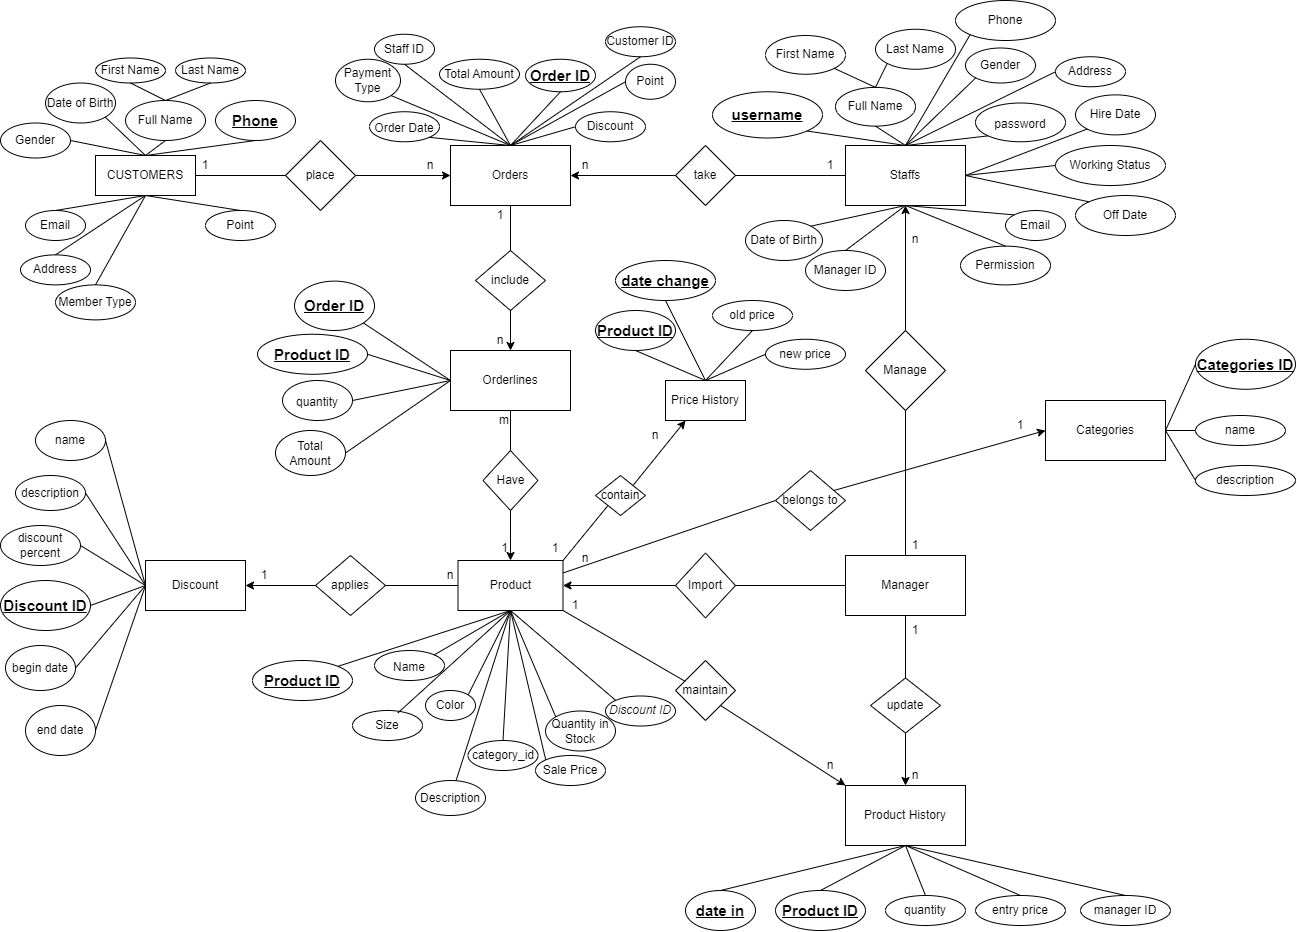 Phone
Customer ID
Staff ID
Last Name
First Name
First Name
Last Name
Payment
Type
Total Amount
Order ID
Point
Gender
Address
Date of Birth
Full Name
Phone
Full Name
username
password
Hire Date
Gender
Order Date
Discount
CUSTOMERS
1
place
n
Orders
n
take
1
Staffs
Working Status
Off Date
Email
Point
1
Date of Birth
n
Email
Address
Manager ID
Permission
Member Type
include
date change
Order ID
old price
Product ID
Product ID
n
new price
Manage
Categories ID
Orderlines
quantity
Price History
m
n
1
Categories
name
name
Total
Amount
Have
description
description
contain
belongs to
discount
percent
1
1
n
1
Discount
1
applies
n
Product
Import
Manager
Discount ID
1
1
begin date
Product ID
Name
maintain
Color
Discount ID
update
Size
end date
Quantity in
Stock
category_id
Sale Price
n
n
Description
Product History
date in
Product ID
quantity
entry price
manager ID